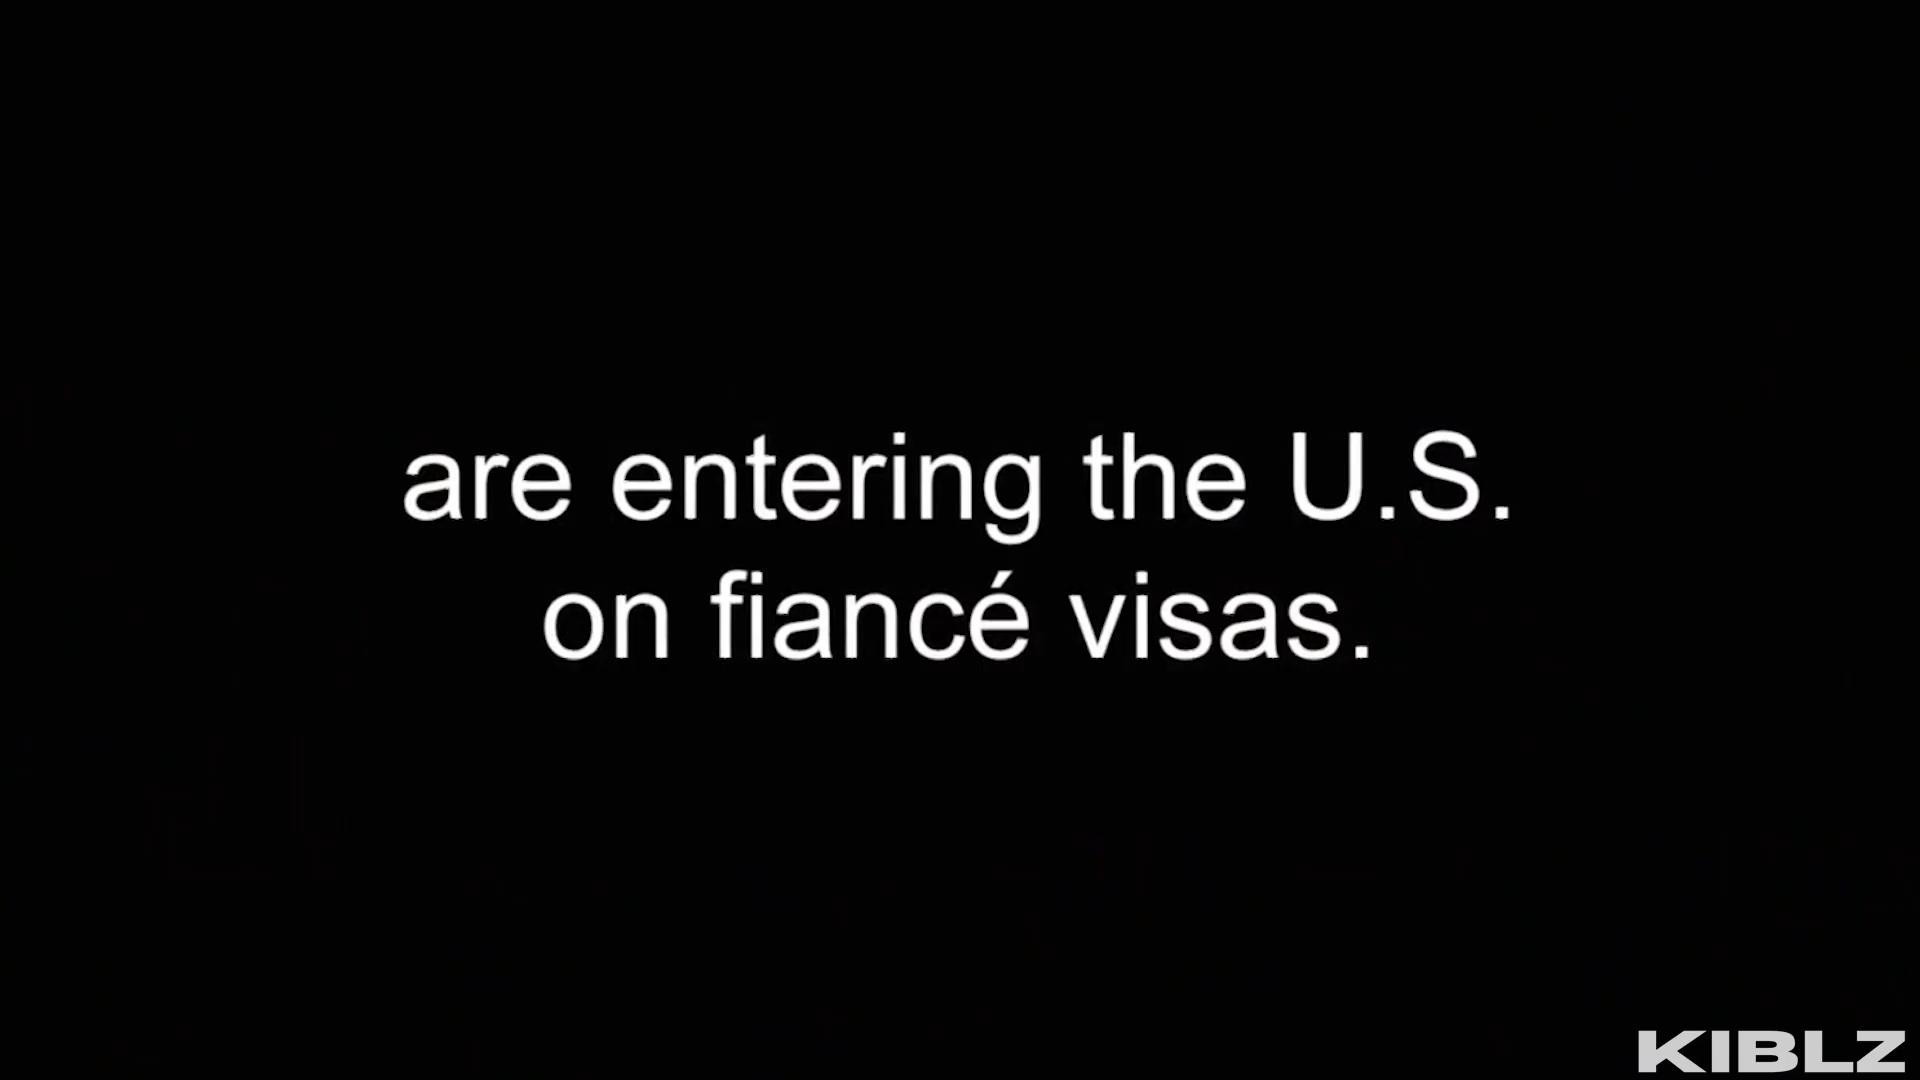 are entering the U.S.
on fiancé visas.
KIBLZ